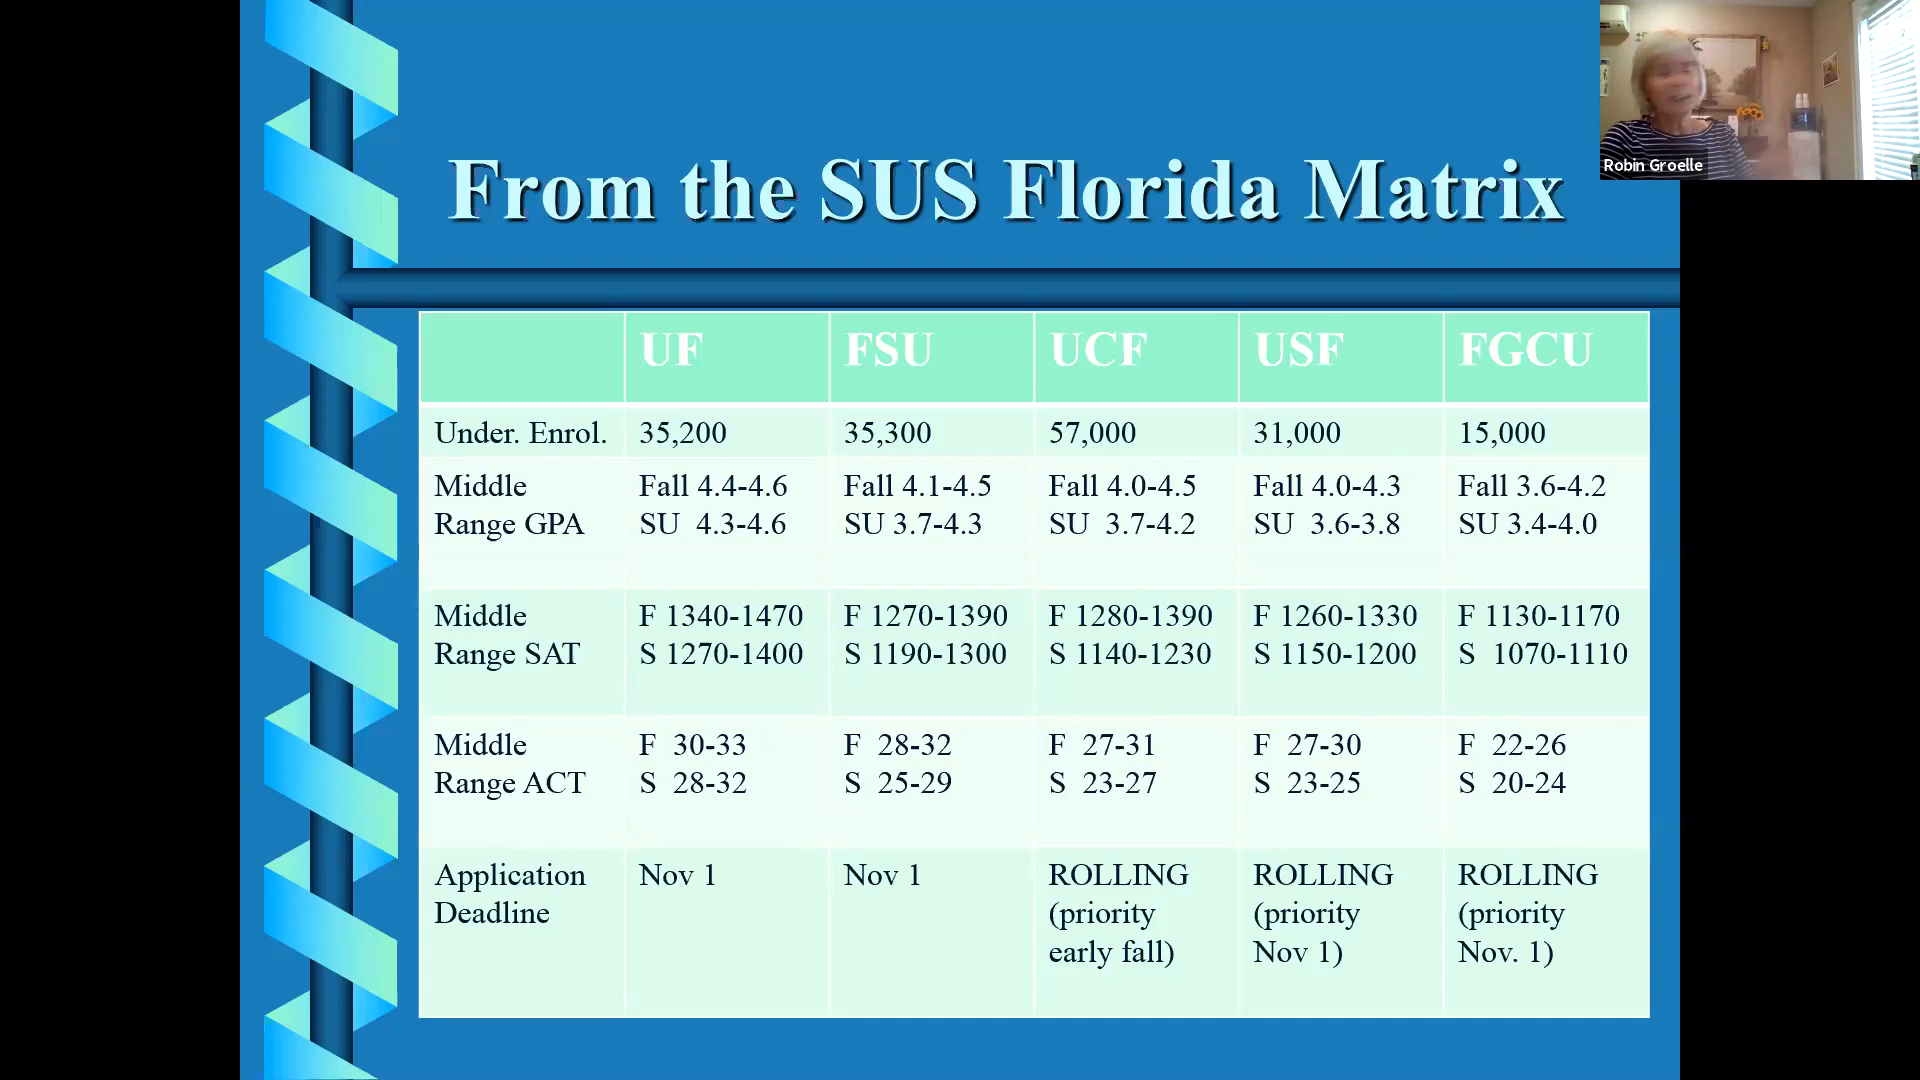 Robin Groelle
From the SUS Florida Matrix
UF FSU UCF USF FGCU
Under. Enrol. 35,200 35,300 57,000 31,000 15,000
Middle Fall 4.4-4.6 Fall 4.1-4.5 Fall 4.0-4.5 Fall 4.0-4.3 Fall 3.6-4.2
Range GPA SU 4.3-4.6 SU 3.7-4.3 SU 3.7-4.2 SU 3.6-3.8 SU 3.4-4.0
Middle F 1340-1470 F 1270-1390 F 1280-1390 F 1260-1330 F 1130-1170
Range SAT S 1270-1400 S 1190-1300 S 1140-1230 S 1150-1200 S 1070-1110
Middle F 30-33 F 28-32 F 27-31 F 27-30 F 22-26
Range ACT S 28-32 S 25-29 S 23-27 S 23-25 S 20-24
Application Nov 1 Nov 1 ROLLING ROLLING ROLLING
Deadline (priority (priority (priority
early fall) Nov 1) Nov. 1)